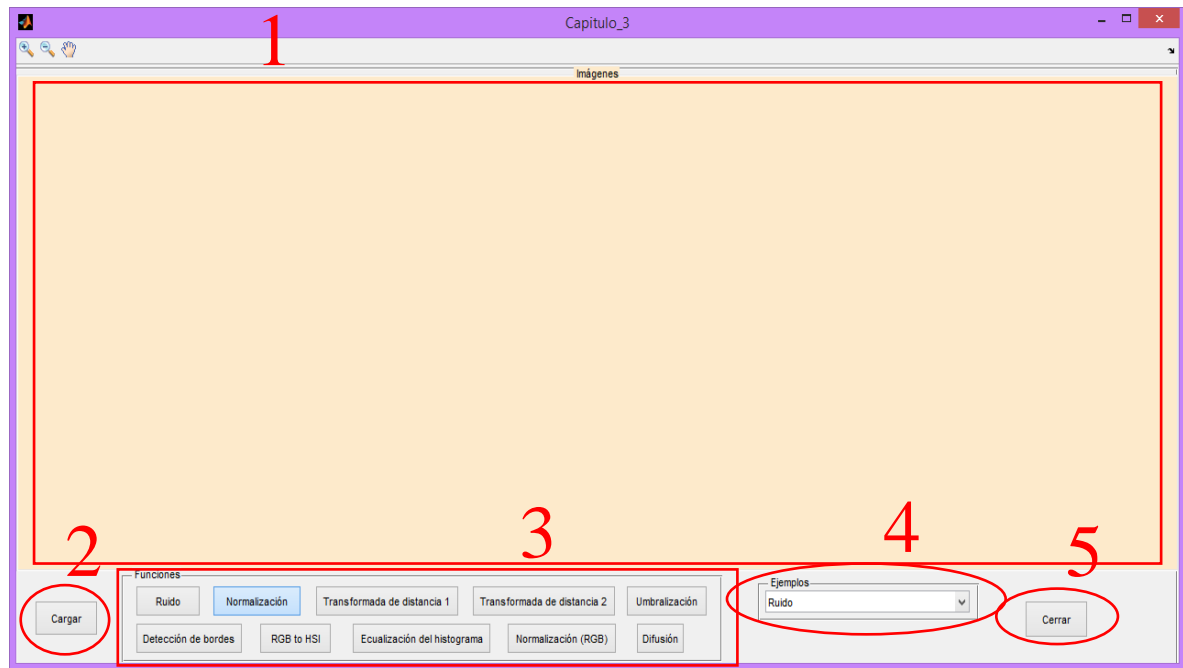 Capitulo_3
1
Imágenes
2
3
4
5
Funciones
Ejemplos
Cargar
Ruido Normalización Transformada de distancia 1 Transformada de distancia 2 Umbralización
Detección de bordes RGB to HSI Ecualización del histograma Normalización (RGB) Difusión
Ruido
Cerrar